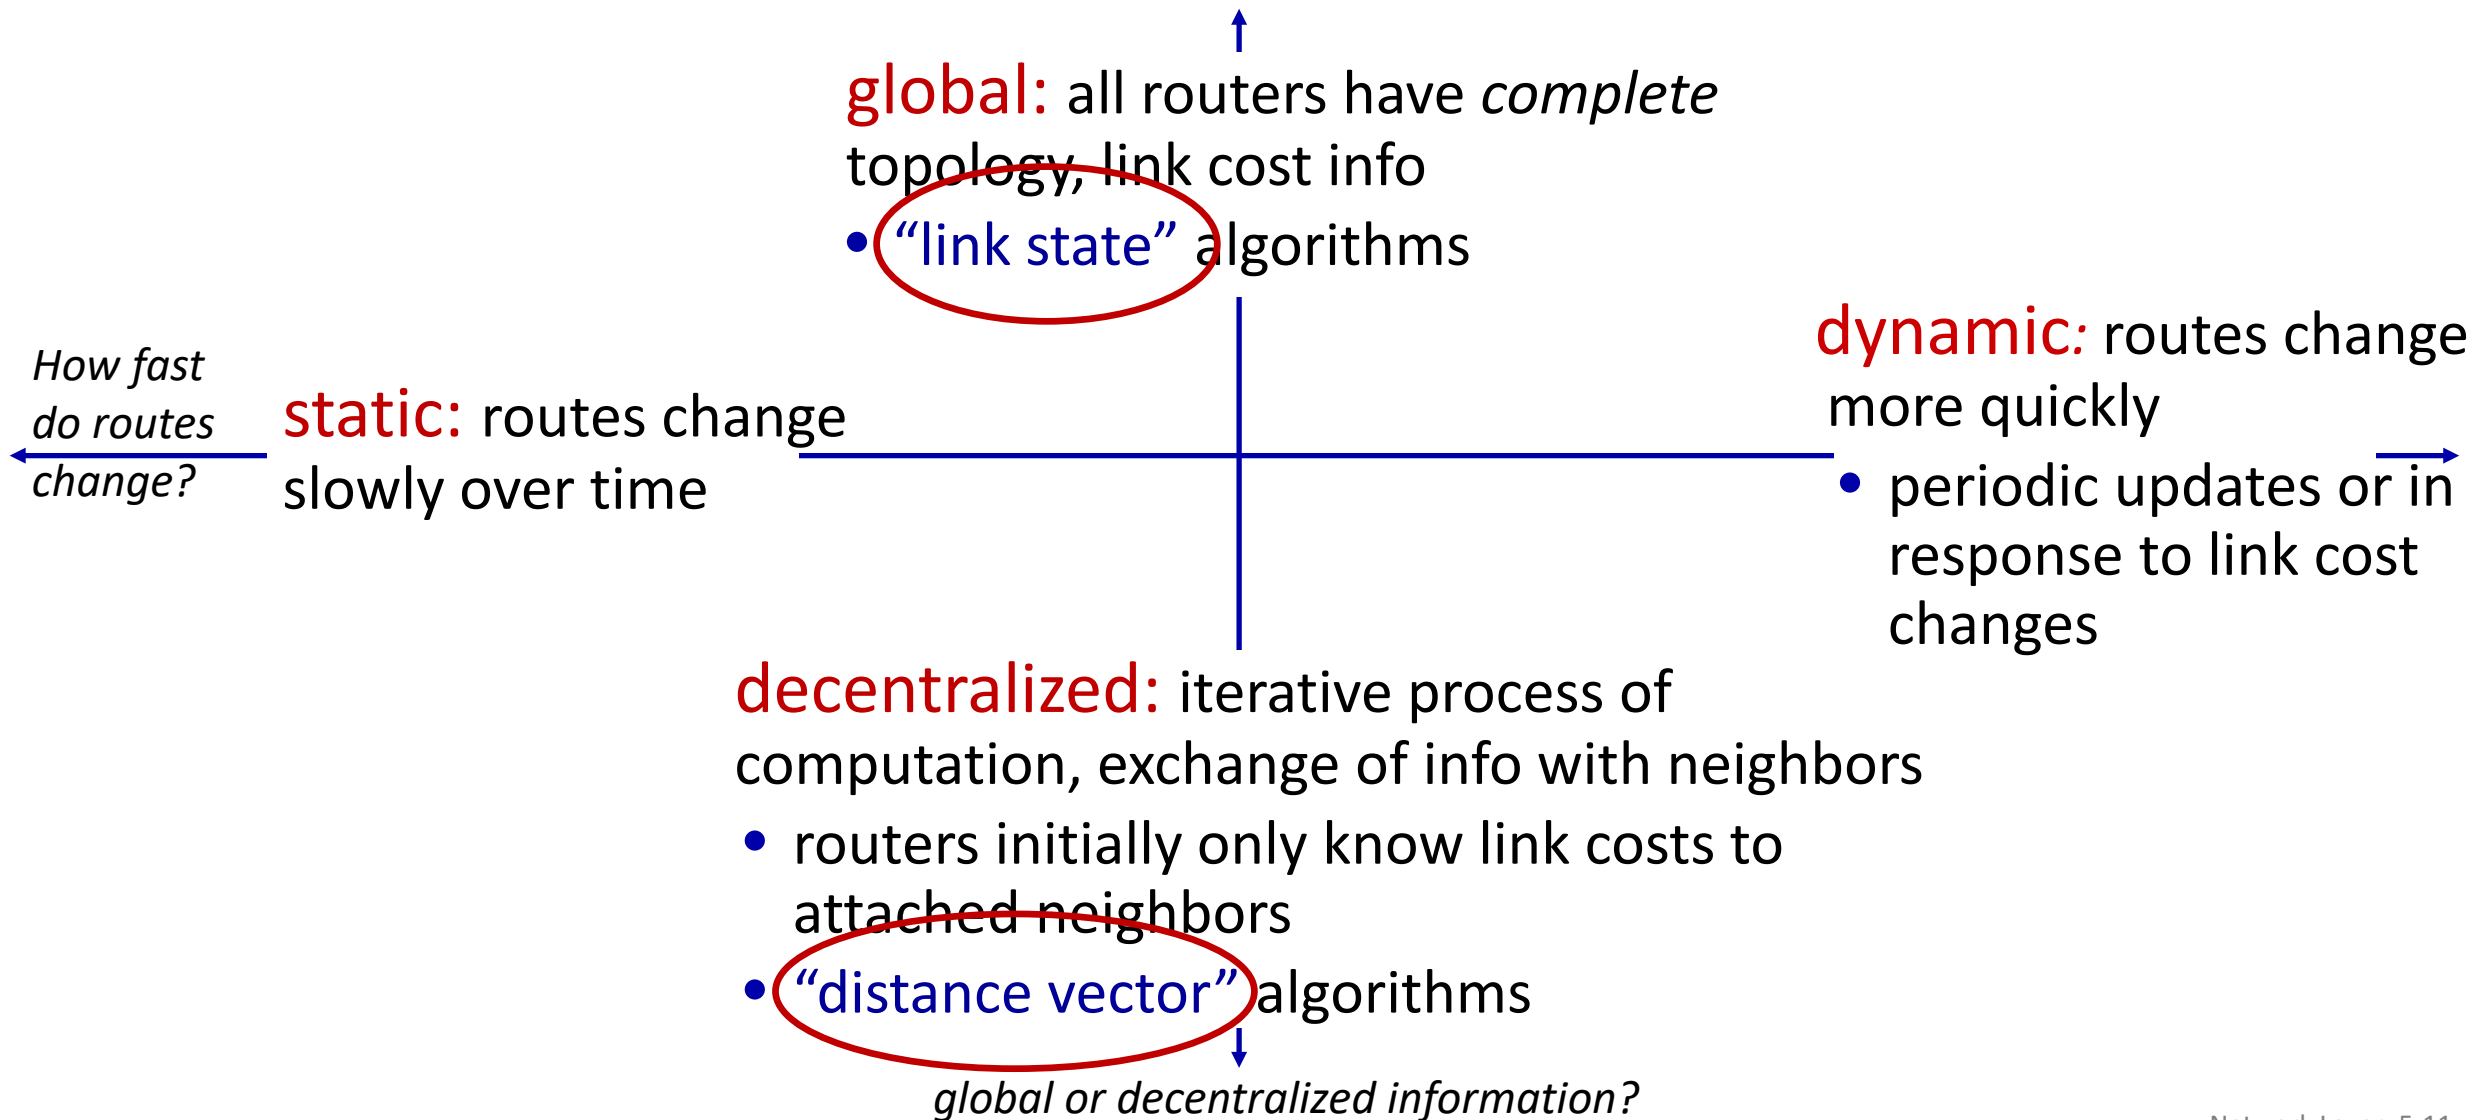 global: all routers have complete
topology, link cost info
• “link state” algorithms
How fast
do routes
change?
static: routes change
slowly over time
dynamic: routes change
more quickly
• periodic updates or in
response to link cost
changes
decentralized: iterative process of
computation, exchange of info with neighbors
• routers initially only know link costs to
attached neighbors
• “distance vector” algorithms
global or decentralized information?